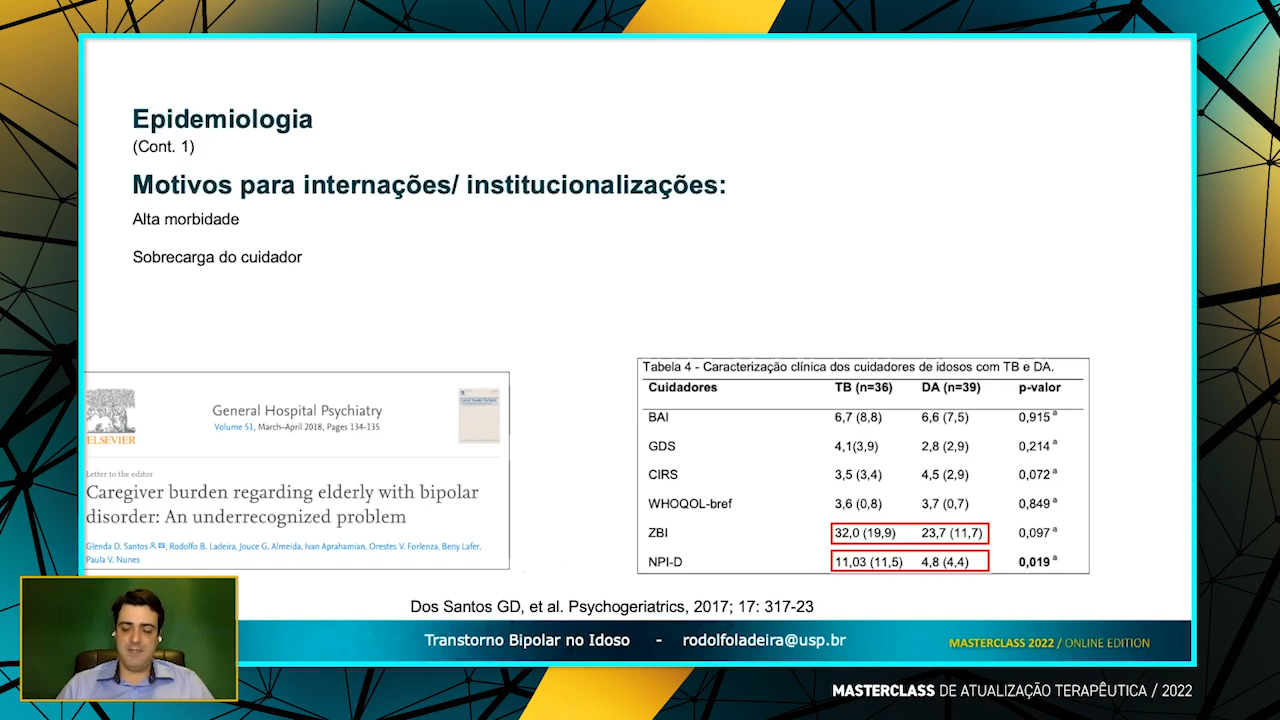 Epidemiologia
(Cont. 1)
Motivos para internações/ institucionalizações:
Alta morbidade
Sobrecarga do cuidador
ELSEVIER
General Hospital Psychiatry
Volume 51, March–April 2018, Pages 134-135
Letter to the editor
Caregiver burden regarding elderly with bipolar
disorder: An underrecognized problem
Glenda D. Santos, Rodolfo B. Ladeira, Jouce G. Almeida, Ivan Aprahamian, Orestes V. Forlenza, Beny Lafer,
Paula V. Nunes
Tabela 4 - Caracterização clínica dos cuidadores de idosos com TB e DA.
Cuidadores TB (n=36) DA (n=39) p-valor
BAI 6,7 (8,8) 6,6 (7,5) 0,915 a
GDS 4,1(3,9) 2,8 (2,9) 0,214 a
CIRS 3,5 (3,4) 4,5 (2,9) 0,072 a
WHOQOL-bref 3,6 (0,8) 3,7 (0,7) 0,849 a
ZBI 32,0 (19,9) 23,7 (11,7) 0,097 a
NPI-D 11,03 (11,5) 4,8 (4,4) 0,019 a
Dos Santos GD, et al. Psychogeriatrics, 2017; 17: 317-23
Transtorno Bipolar no Idoso - rodolfoladeira@usp.br
MASTERCLASS 2022 / ONLINE EDITION
MASTERCLASS DE ATUALIZAÇÃO TERAPÊUTICA / 2022